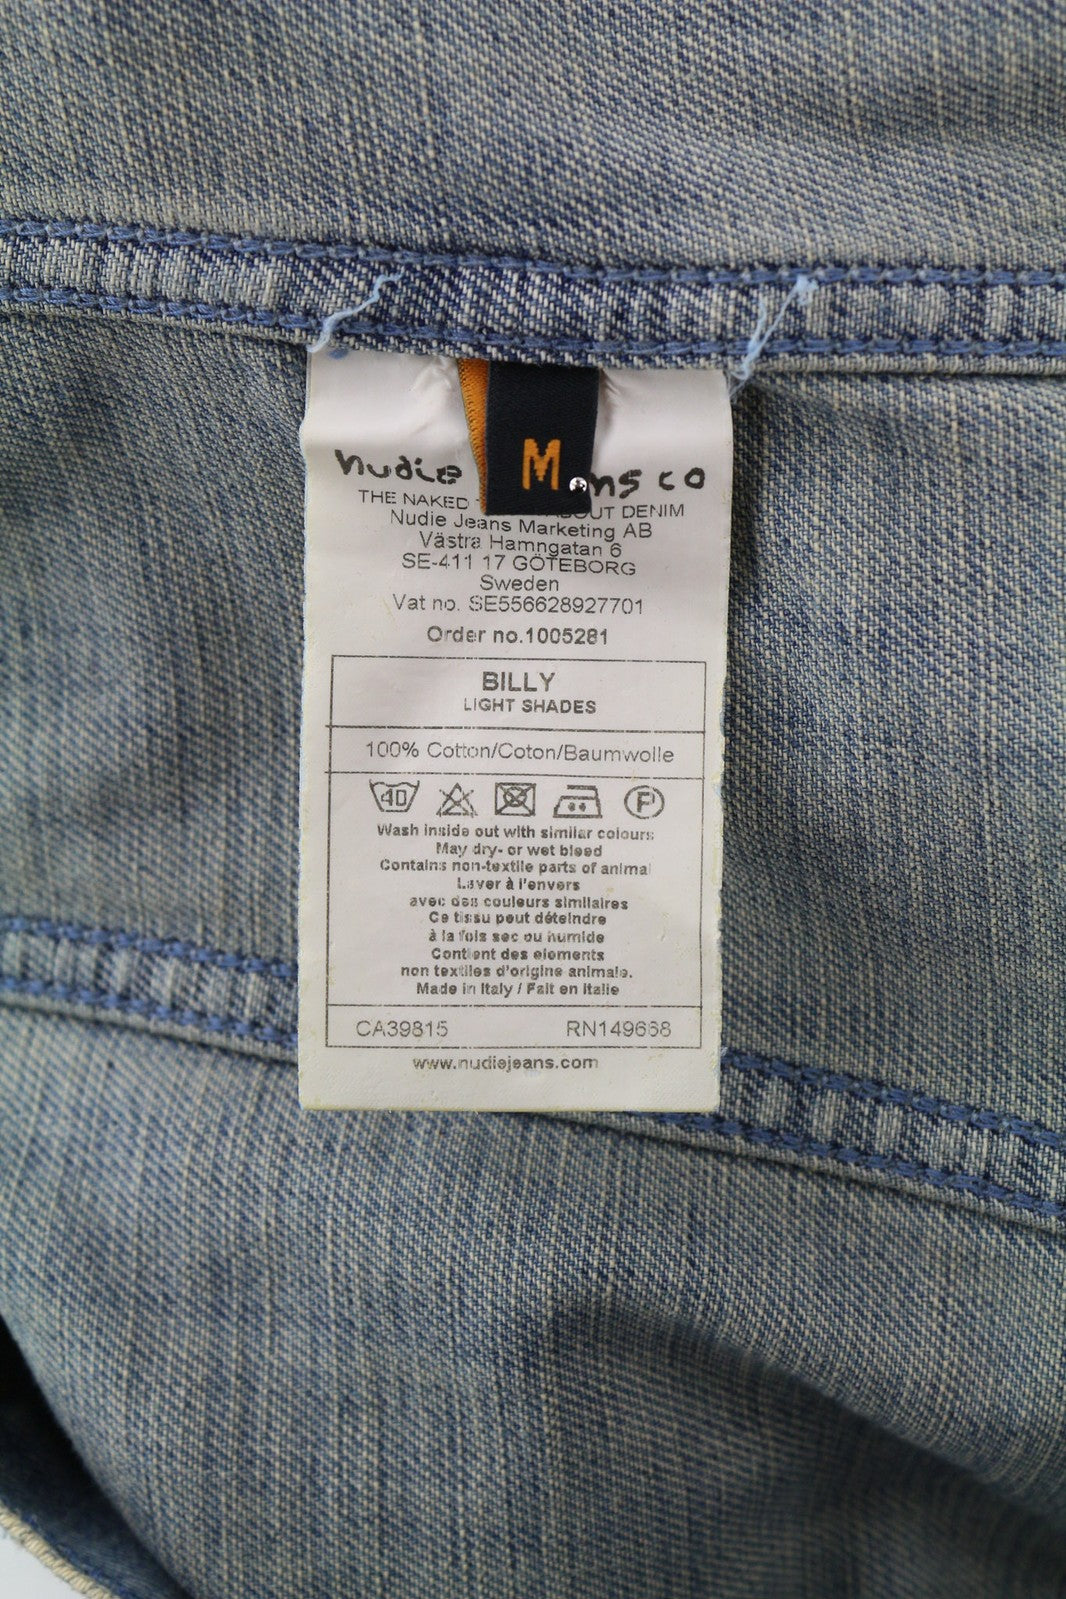 M
nudie ns co
THE NAKED OUT DENIM
Nudie Jeans Marketing AB
Västra Hamngatan 6
SE-411 17 GÖTEBORG
Sweden
Vat no. SE556628927701
Order no.1005281
BILLY
LIGHT SHADES
100% Cotton/Coton/Baumwolle
40 P
Wash inside out with similar colours:
May dry- or wet bleed
Contains non-textile parts of animal
Laver à l'envers
avec des couleurs similaires
Ce tissu peut déteindre
à la fois sec ou humide
Contient des elements
non textiles d'origine animale.
Made in Italy / Fait en Italie
CA39815 RN149668
www.nudiejeans.com